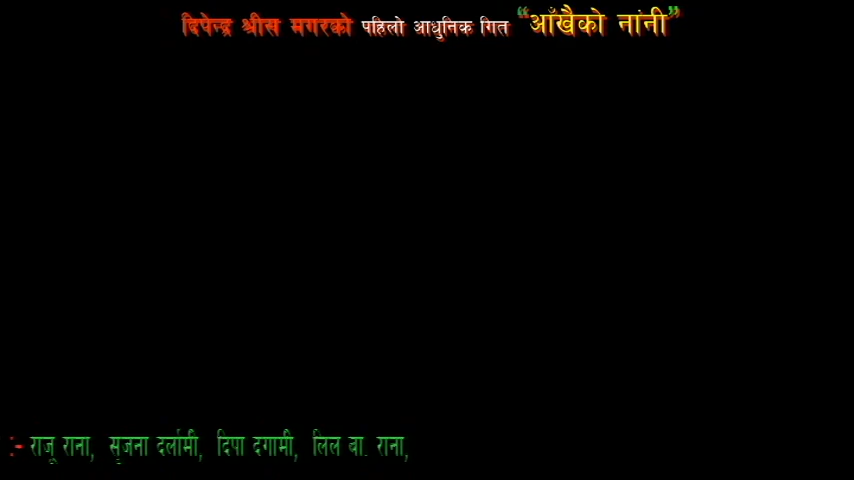 दिपेन्द्र श्रीस मगरको पहिलो आधुनिक गित “आँखैको नांनी”
:- राजु राना, सृजना दर्लामी, दिपा दगामी, लिल बा. राना,